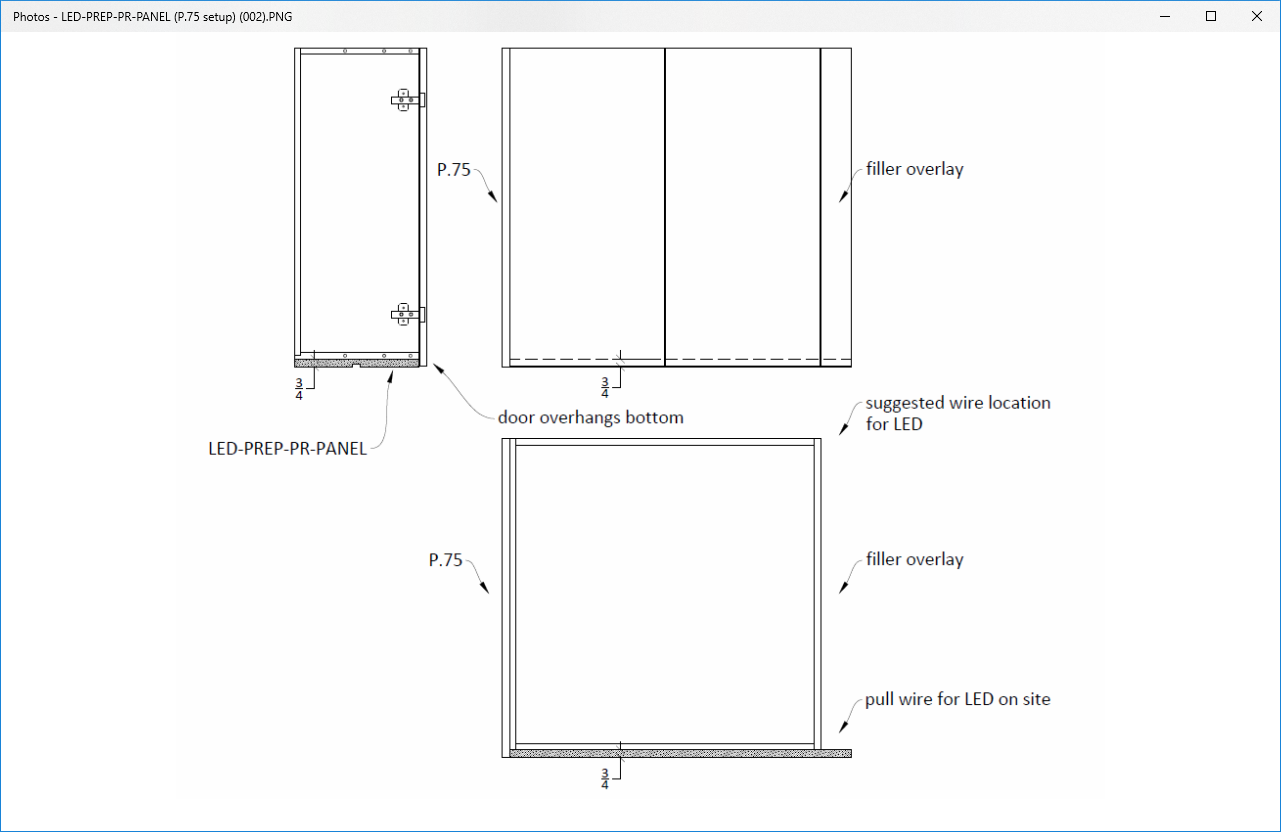 Photos - LED-PREP-PR-PANEL (P.75 setup) (002).PNG
P.75
filler overlay
3/4
3/4
door overhangs bottom
suggested wire location
for LED
LED-PREP-PR-PANEL
P.75
filler overlay
pull wire for LED on site
3/4